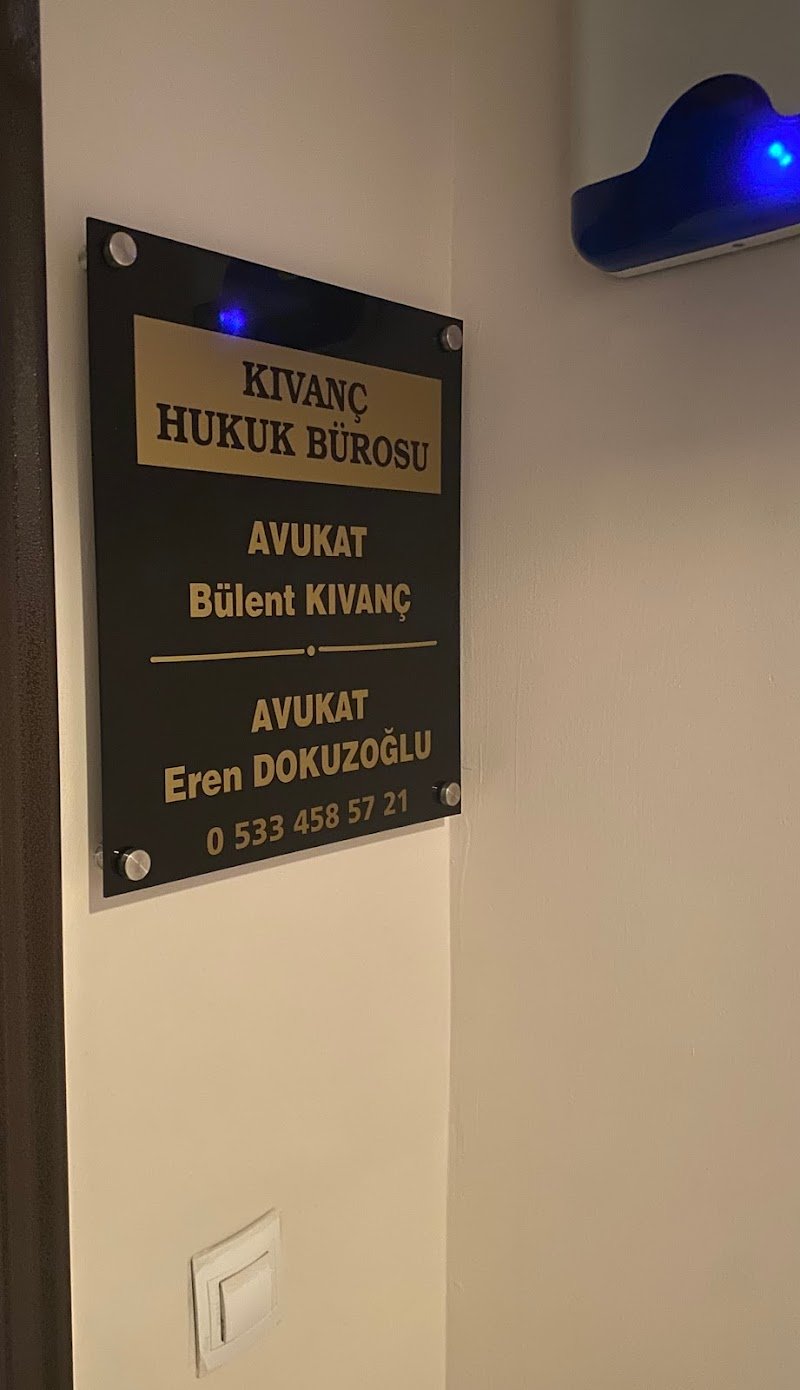 KIVANÇ
HUKUK BÜROSU
AVUKAT
Bülent KIVANÇ
AVUKAT
Eren DOKUZOĞLU
0 533 458 57 21